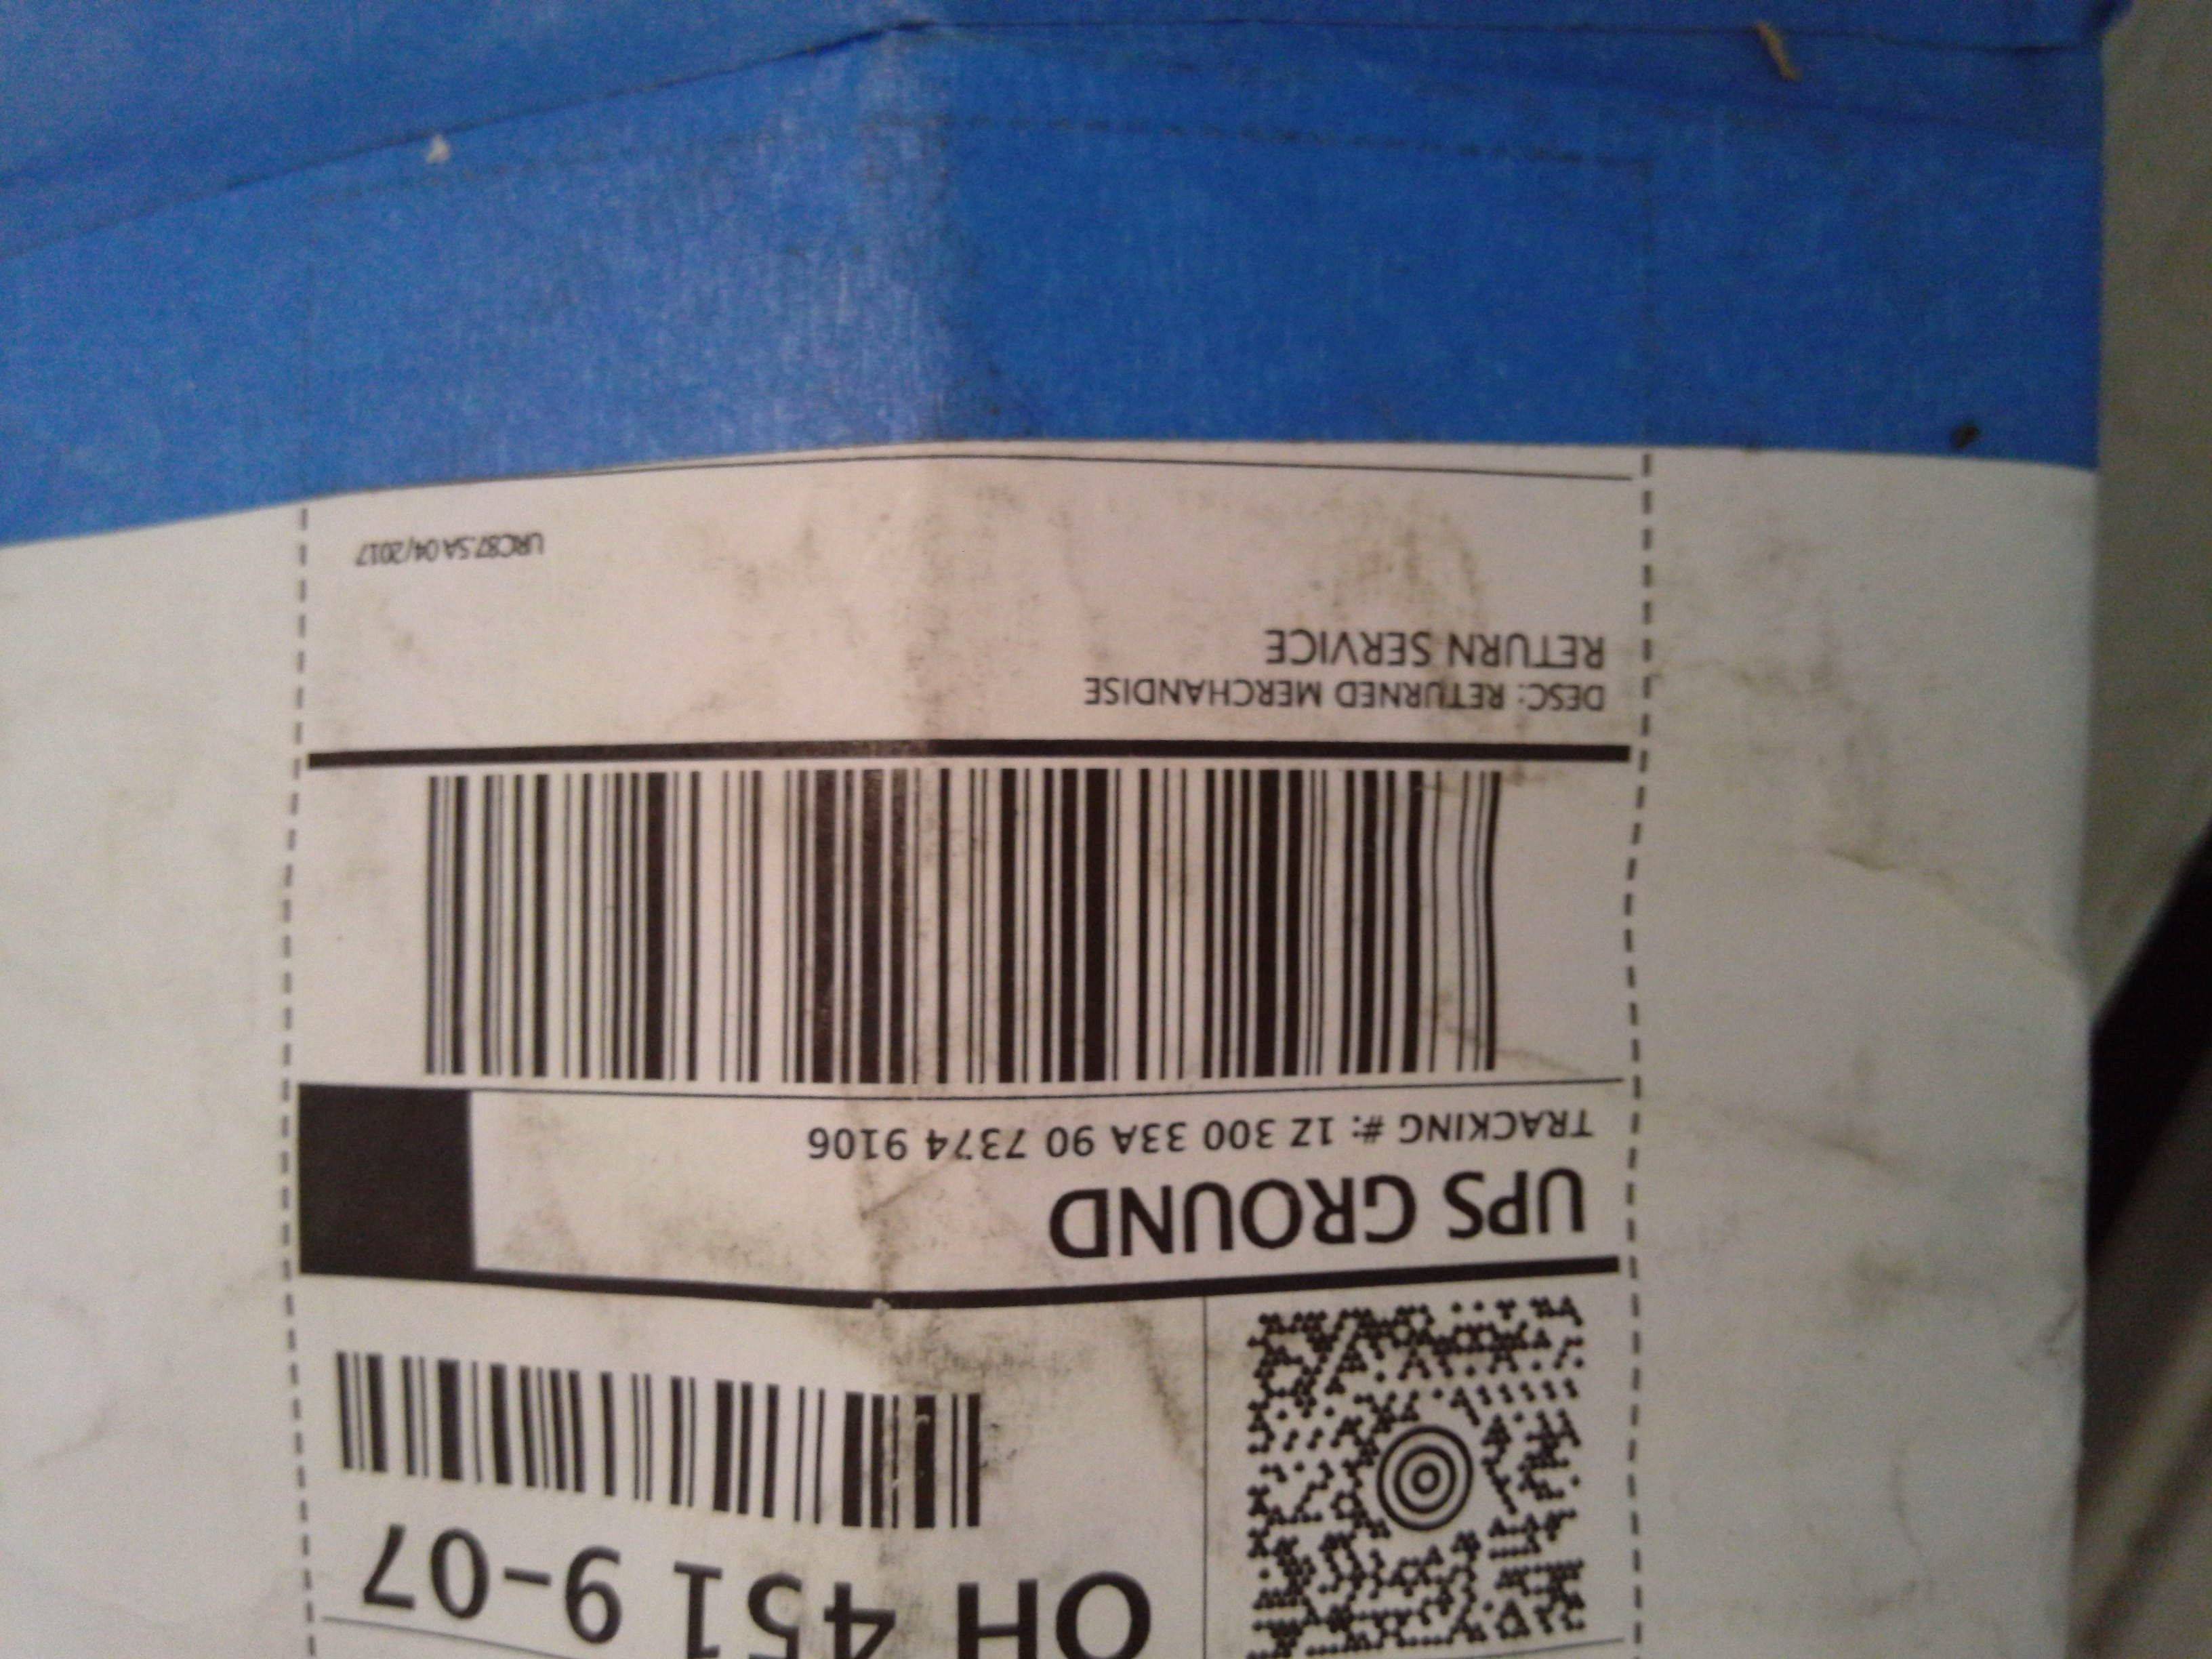 OH 451 9-07
UPS GROUND
TRACKING #: 1Z 300 33A 90 7374 9106
DESC: RETURNED MERCHANDISE
RETURN SERVICE
URC87.5A 04/2017